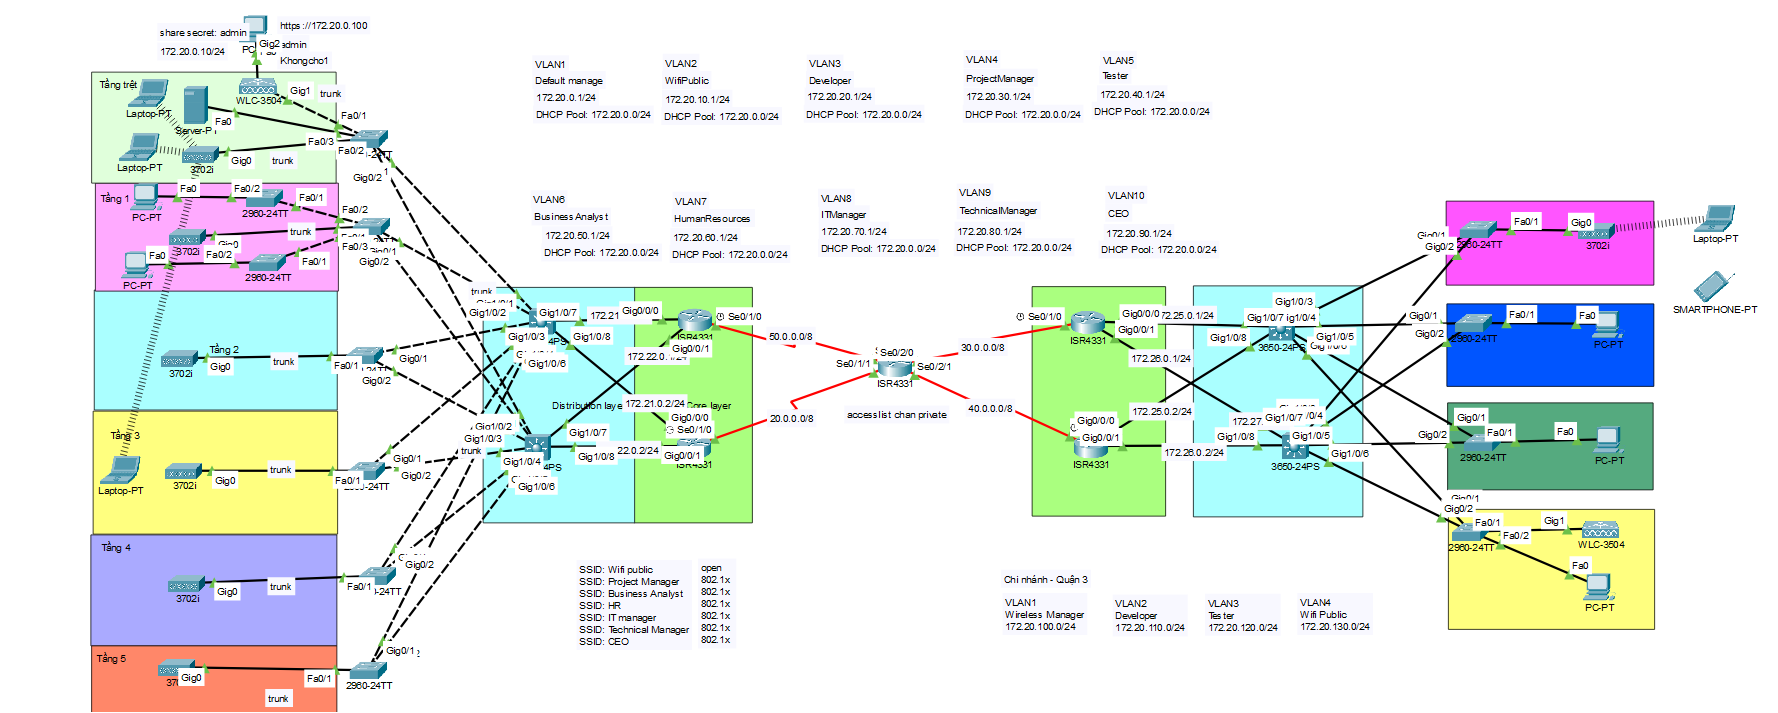 https://172.20.0.100
share secret: admin
172.20.0.10/24
Gig2
admin
Khongcho1
Tầng trệt
WLC-3504
Gig1
trunk
Laptop-PT
Fa0
Fa0/1
Fa0/3
Fa0/2
Laptop-PT
3702i
Gig0
trunk
Gig0/2
VLAN1
Default manage
172.20.0.1/24
DHCP Pool: 172.20.0.0/24
VLAN2
WifiPublic
172.20.10.1/24
DHCP Pool: 172.20.0.0/24
VLAN3
Developer
172.20.20.1/24
DHCP Pool: 172.20.0.0/24
VLAN4
ProjectManager
172.20.30.1/24
DHCP Pool: 172.20.0.0/24
VLAN5
Tester
172.20.40.1/24
DHCP Pool: 172.20.0.0/24
VLAN6
Business Analyst
172.20.50.1/24
DHCP Pool: 172.20.0.0/24
VLAN7
HumanResources
172.20.60.1/24
DHCP Pool: 172.20.0.0/24
VLAN8
ITManager
172.20.70.1/24
DHCP Pool: 172.20.0.0/24
VLAN9
TechnicalManager
172.20.80.1/24
DHCP Pool: 172.20.0.0/24
VLAN10
CEO
172.20.90.1/24
DHCP Pool: 172.20.0.0/24
Tầng 1
Fa0
Fa0/2
Fa0/1
PC-PT
2960-24TT
Fa0/2
trunk
3702i
Gig0
Fa0/3
Gig0/2
Fa0
Fa0/2
Fa0/1
PC-PT
2960-24TT
Tầng 2
3702i
Gig0
trunk
Fa0/1
Gig0/1
Gig0/2
Tầng 3
Laptop-PT
3702i
Gig0
trunk
Fa0/1
Gig0/1
Gig0/2
Tầng 4
3702i
Gig0
trunk
Fa0/1
Gig0/2
Tầng 5
Gig0
Fa0/1
2960-24TT
Gig0/1
trunk
trunk
Gig1/0/2
Gig1/0/7
Gig1/0/3
Gig1/0/8
Gig1/0/6
Gig0/0/0
Se0/1/0
ISR4331
Gig0/0/1
Distribution layer
Core layer
172.21.0.2/24
Gig1/0/2
Gig1/0/3
trunk
Gig1/0/4
Gig1/0/6
Gig1/0/7
Gig1/0/8
Gig0/0/0
Se0/1/0
Gig0/0/1
ISR4331
50.0.0.0/8
20.0.0.0/8
Se0/2/0
Se0/1/1
Se0/2/1
ISR4331
30.0.0.0/8
40.0.0.0/8
access list chan private
Se0/1/0
Gig0/0/0
Gig0/0/1
ISR4331
172.26.0.1/24
172.25.0.2/24
Gig0/0/0
Gig0/0/1
ISR4331
172.26.0.2/24
Gig1/0/3
Gig1/0/7
Gig1/0/8
Gig1/0/5
3650-24PS
Gig1/0/7
Gig1/0/8
Gig1/0/5
Gig1/0/6
3650-24PS
Gig0/2
2960-24TT
Fa0/1
Gig0
3702i
Laptop-PT
SMARTPHONE-PT
Gig0/1
Gig0/2
2960-24TT
Fa0/1
Fa0
PC-PT
Gig0/1
Gig0/2
2960-24TT
Fa0/1
Fa0
PC-PT
Gig0/1
Gig0/2
2960-24TT
Fa0/1
Fa0/2
Gig1
WLC-3504
Fa0
PC-PT
SSID: Wifi public open
SSID: Project Manager 802.1x
SSID: Business Analyst 802.1x
SSID: HR 802.1x
SSID: IT manager 802.1x
SSID: Technical Manager 802.1x
SSID: CEO 802.1x
Chi nhánh - Quận 3
VLAN1
Wireless Manager
172.20.100.0/24
VLAN2
Developer
172.20.110.0/24
VLAN3
Tester
172.20.120.0/24
VLAN4
Wifi Public
172.20.130.0/24